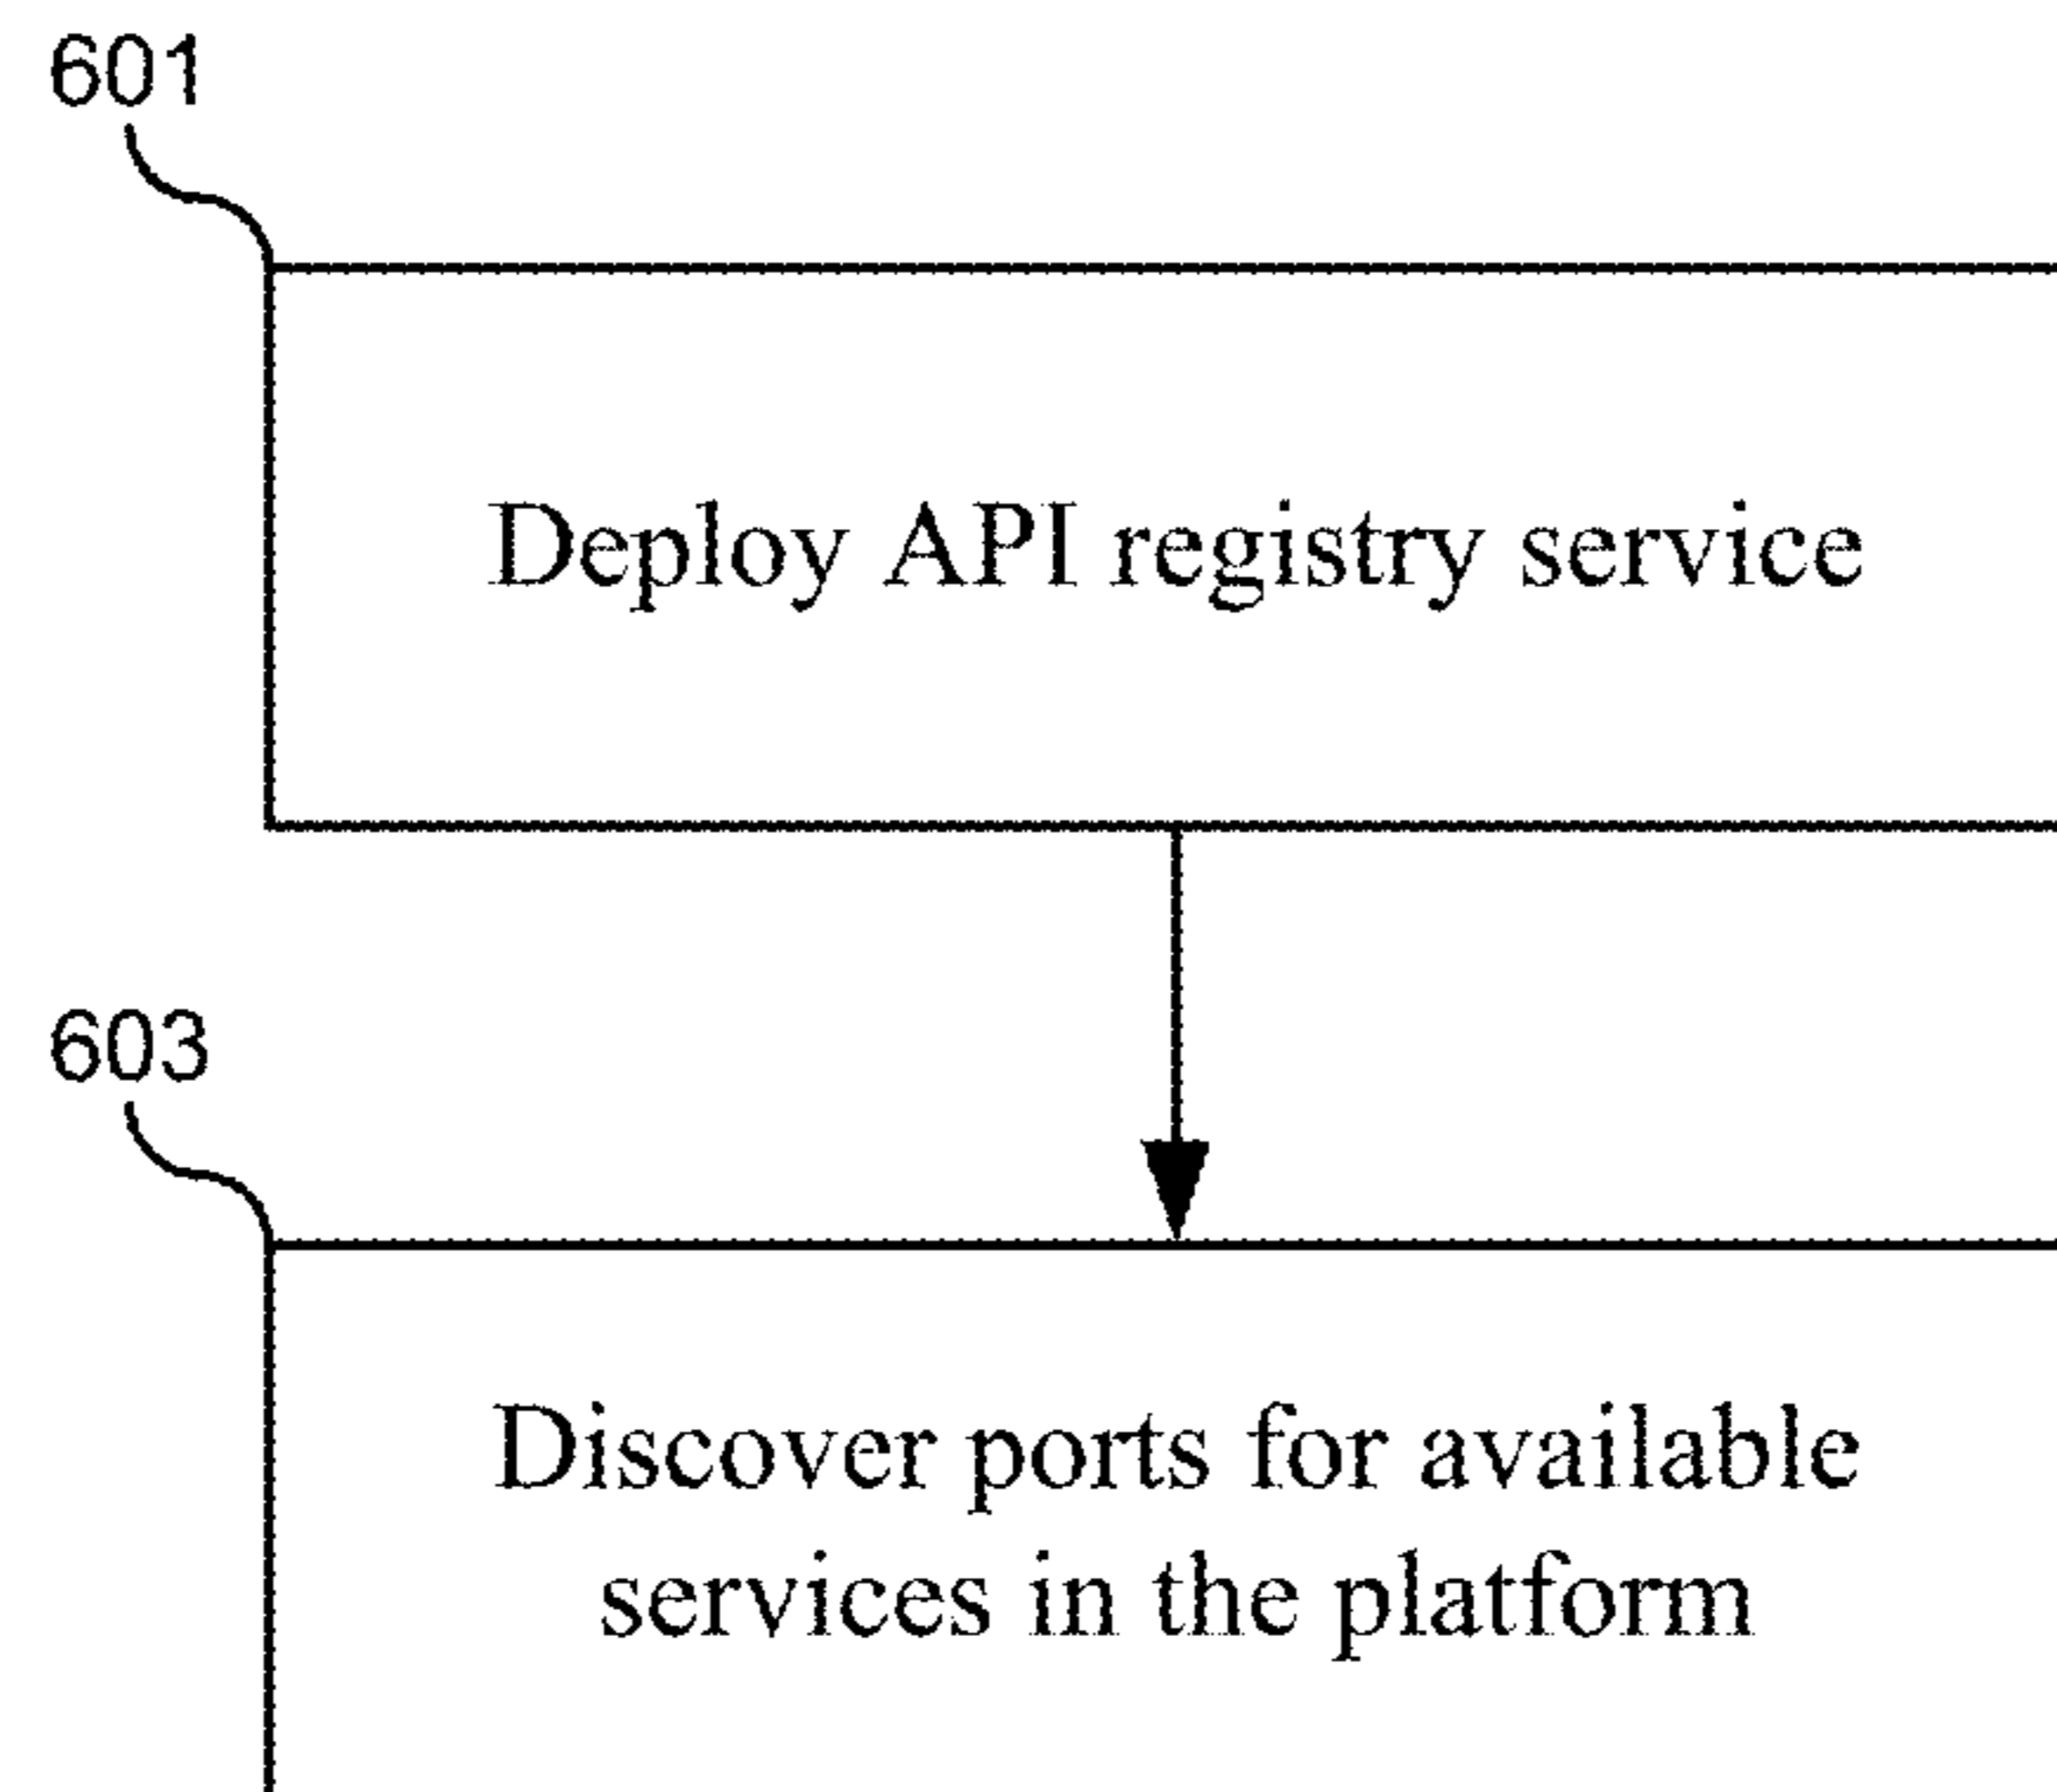 601
Deploy API registry service
603
Discover ports for available
services in the platform